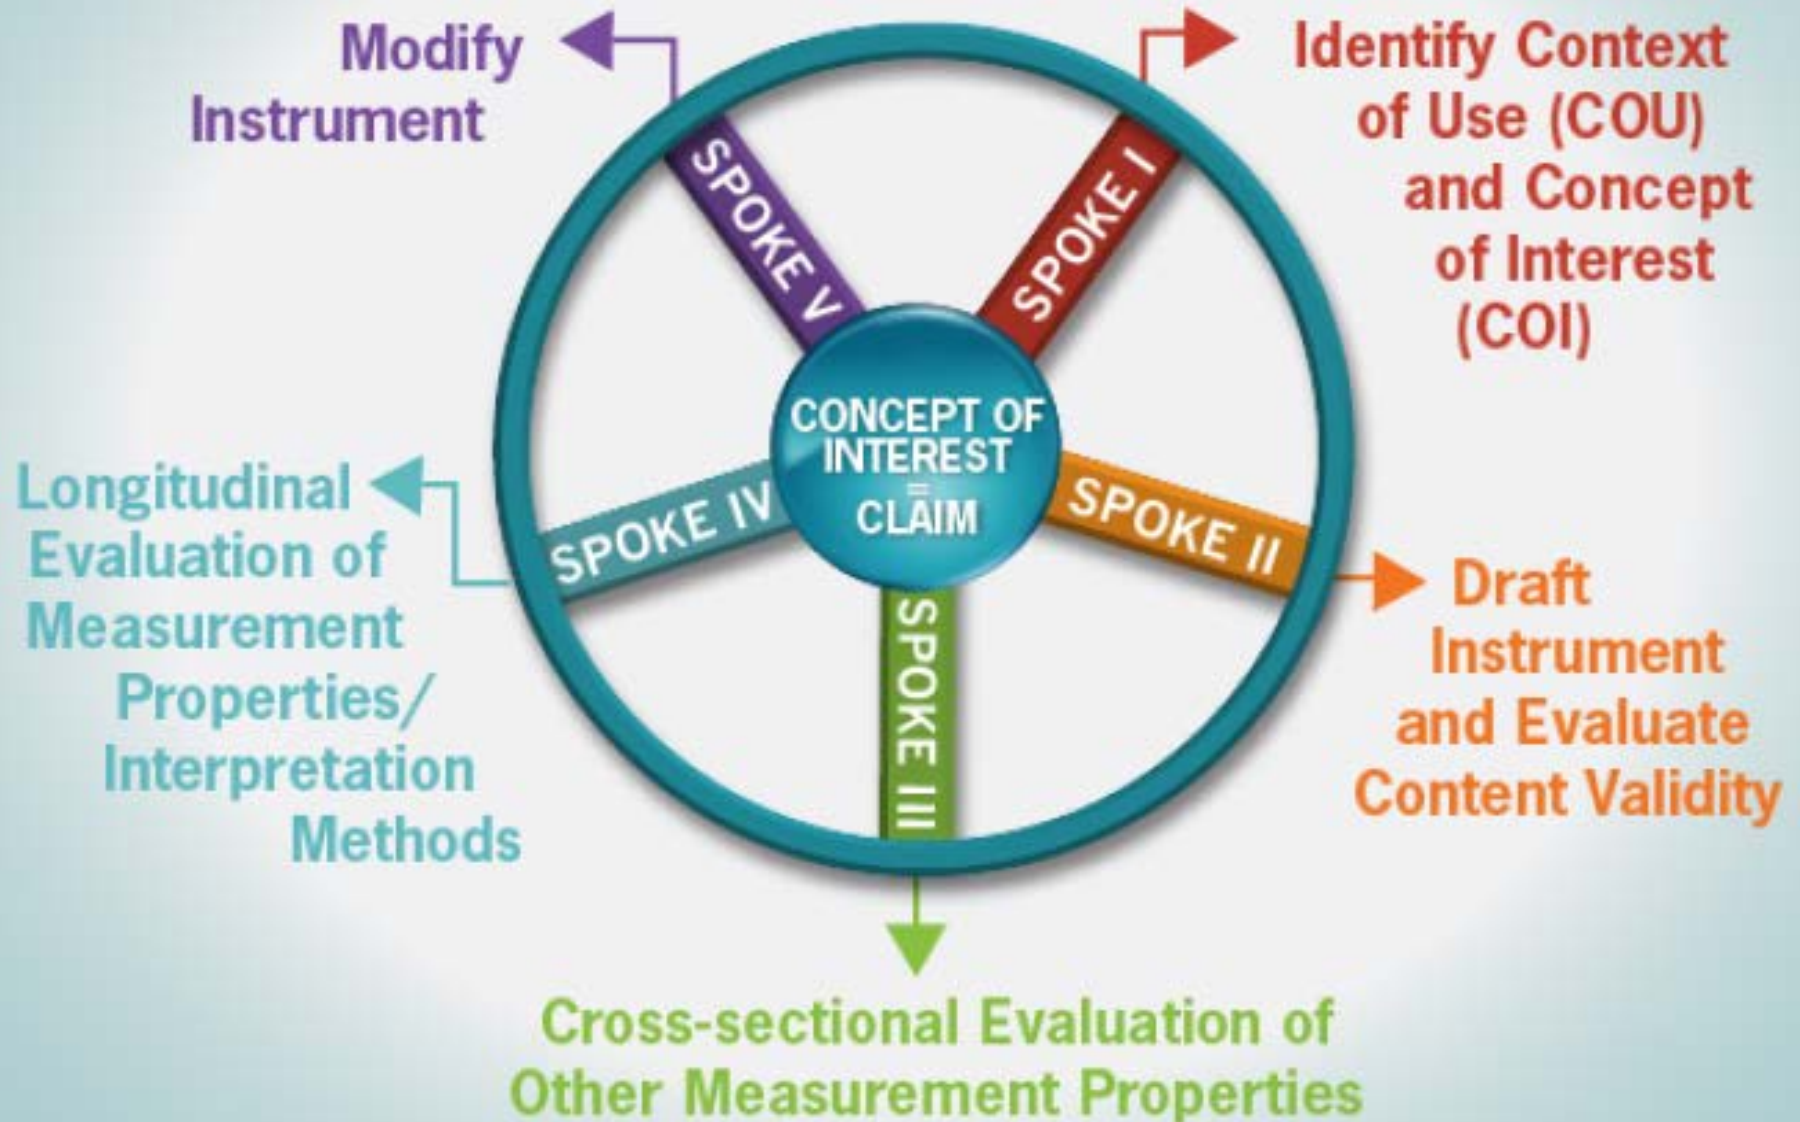 Modify
Instrument
Identify Context
of Use (COU)
and Concept
of Interest
(COI)
SPOKE V
SPOKE I
CONCEPT OF
INTEREST
=
CLAIM
SPOKE IV
SPOKE II
SPOKE III
Longitudinal
Evaluation of
Measurement
Properties/
Interpretation
Methods
Draft
Instrument
and Evaluate
Content Validity
Cross-sectional Evaluation of
Other Measurement Properties